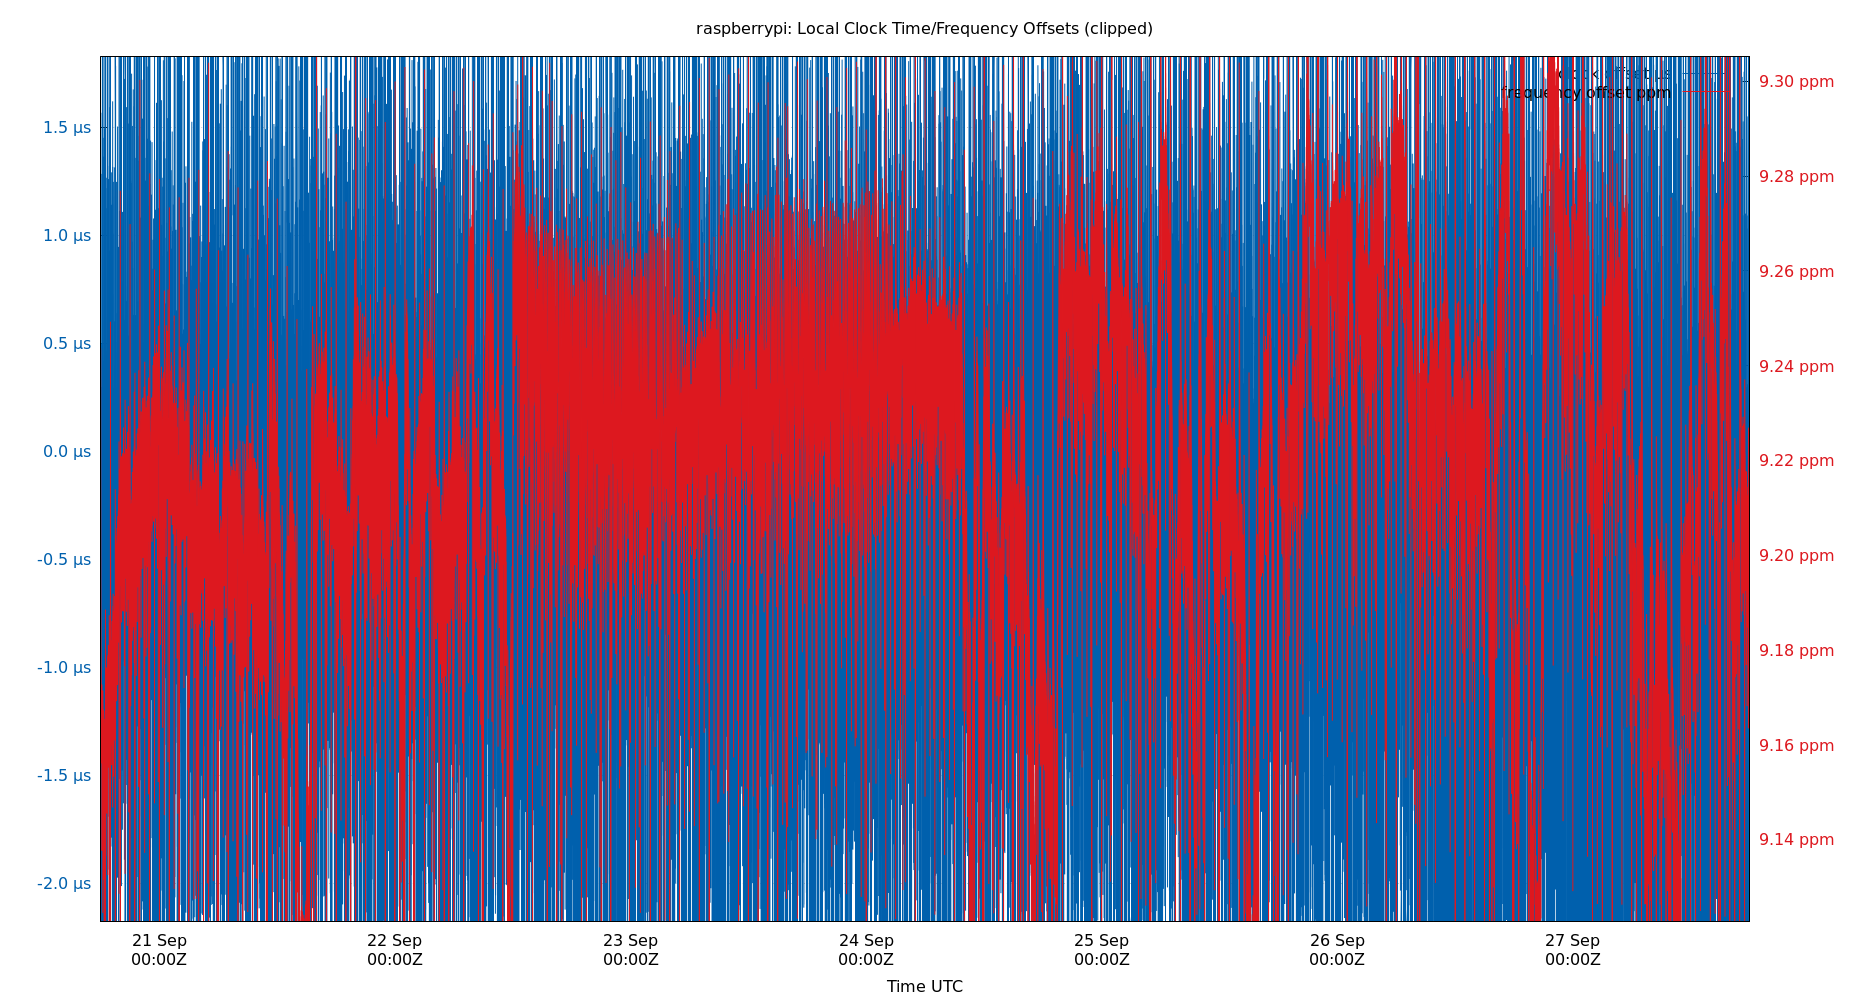 raspberrypi: Local Clock Time/Frequency Offsets (clipped)
clock offset µs
frequency offset ppm
1.5 µs
1.0 µs
0.5 µs
0.0 µs
-0.5 µs
-1.0 µs
-1.5 µs
-2.0 µs
9.30 ppm
9.28 ppm
9.26 ppm
9.24 ppm
9.22 ppm
9.20 ppm
9.18 ppm
9.16 ppm
9.14 ppm
21 Sep
00:00Z
22 Sep
00:00Z
23 Sep
00:00Z
24 Sep
00:00Z
25 Sep
00:00Z
26 Sep
00:00Z
27 Sep
00:00Z
Time UTC